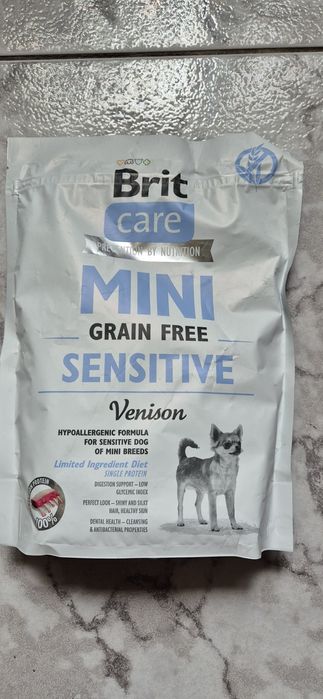 Brit
care
PREVENTION BY NUTRITION
MINI
GRAIN FREE
SENSITIVE
Venison
HYPOALLERGENIC FORMULA
FOR SENSITIVE DOG
OF MINI BREEDS
Limited Ingredient Diet
SINGLE PROTEIN
DIGESTION SUPPORT – LOW
GLYCEMIC INDEX
PERFECT LOOK – SHINY AND SILKY
HAIR, HEALTHY SKIN
DENTAL HEALTH – CLEANSING
& ANTIBACTERIAL PROPERTIES
PROTEIN
100%